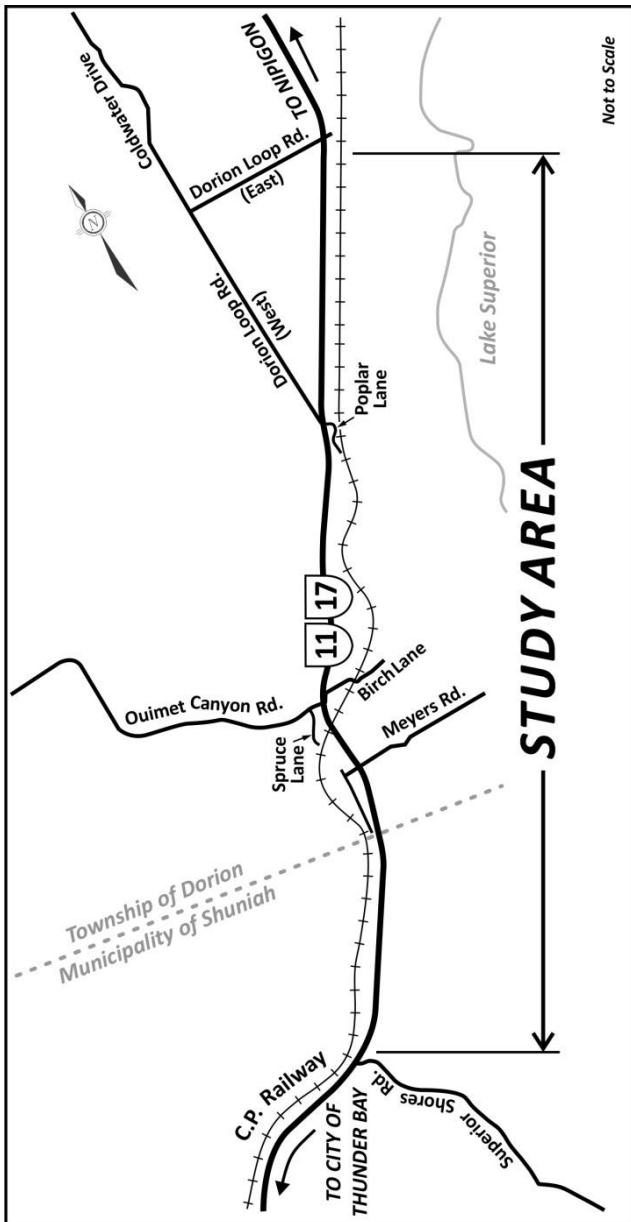 Coldwater Drive
TO NIPIGON
Dorion Loop Rd.
(East)
Dorion Loop Rd.
(West)
N
Poplar
Lane
Lake Superior
Not to Scale
11
17
Ouimet Canyon Rd.
Spruce
Lane
Birch Lane
Meyers Rd.
STUDY AREA
Township of Dorion
Municipality of Shuniah
C.P. Railway
TO CITY OF
THUNDER BAY
Superior Shores Rd.